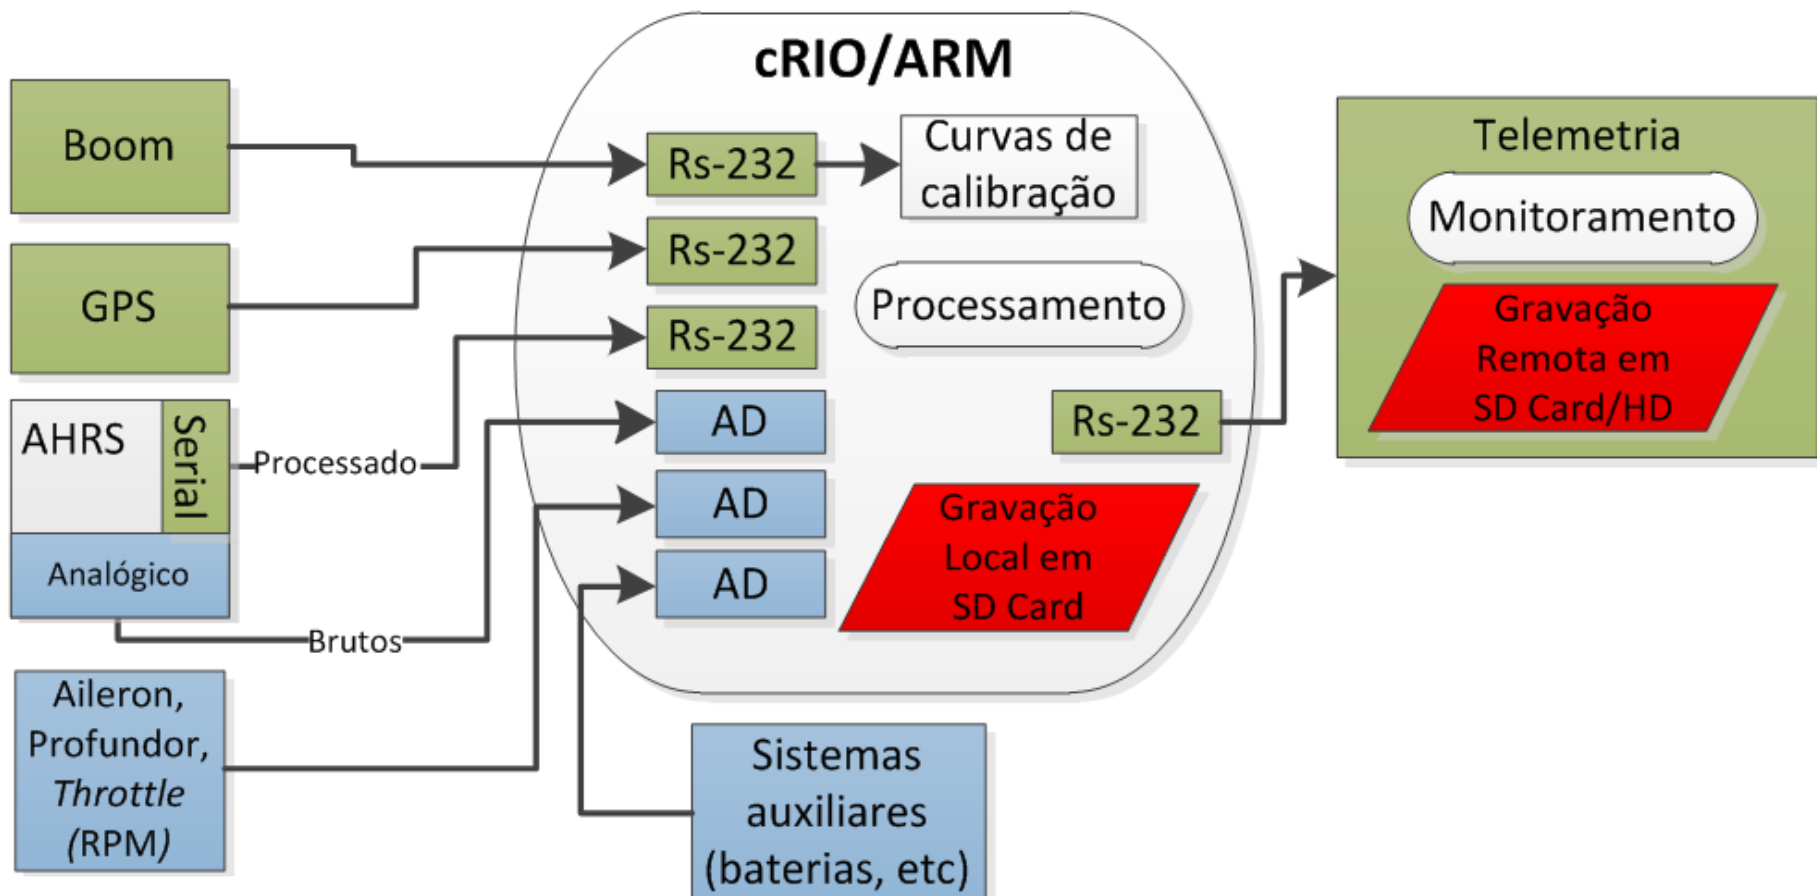 cRIO/ARM
Boom
GPS
AHRS
Serial
Analógico
Processado
Brutos
Aileron,
Profundor,
Throttle
(RPM)
Rs-232
Rs-232
Rs-232
AD
AD
AD
Curvas de
calibração
Processamento
Rs-232
Gravação
Local em
SD Card
Sistemas
auxiliares
(baterias, etc)
Telemetria
Monitoramento
Gravação
Remota em
SD Card/HD